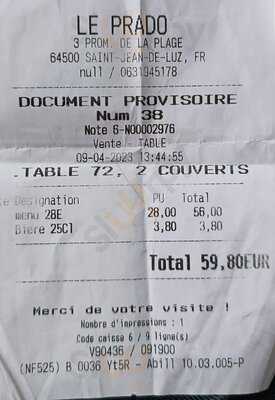 LE PRADO
3 PROM. DE LA PLAGE
64500 SAINT-JEAN-DE-LUZ, FR
null / 0631945178
DOCUMENT PROVISOIRE
Num 38
Note 6-N00002976
Vente - TABLE
09-04-2023 13:44:55
.TABLE 72, 2 COUVERTS
te Désignation PU Total
menu 28E 28,00 56,00
Bière 25Cl 3,80 3,80
Total 59,80EUR
Merci de votre visite !
Nombre d'impressions : 1
Code caisse 6 / 9 ligne(s)
V90436 / 091900
(NF525) B 0036 Yt5R - Abill 10.03.005-P